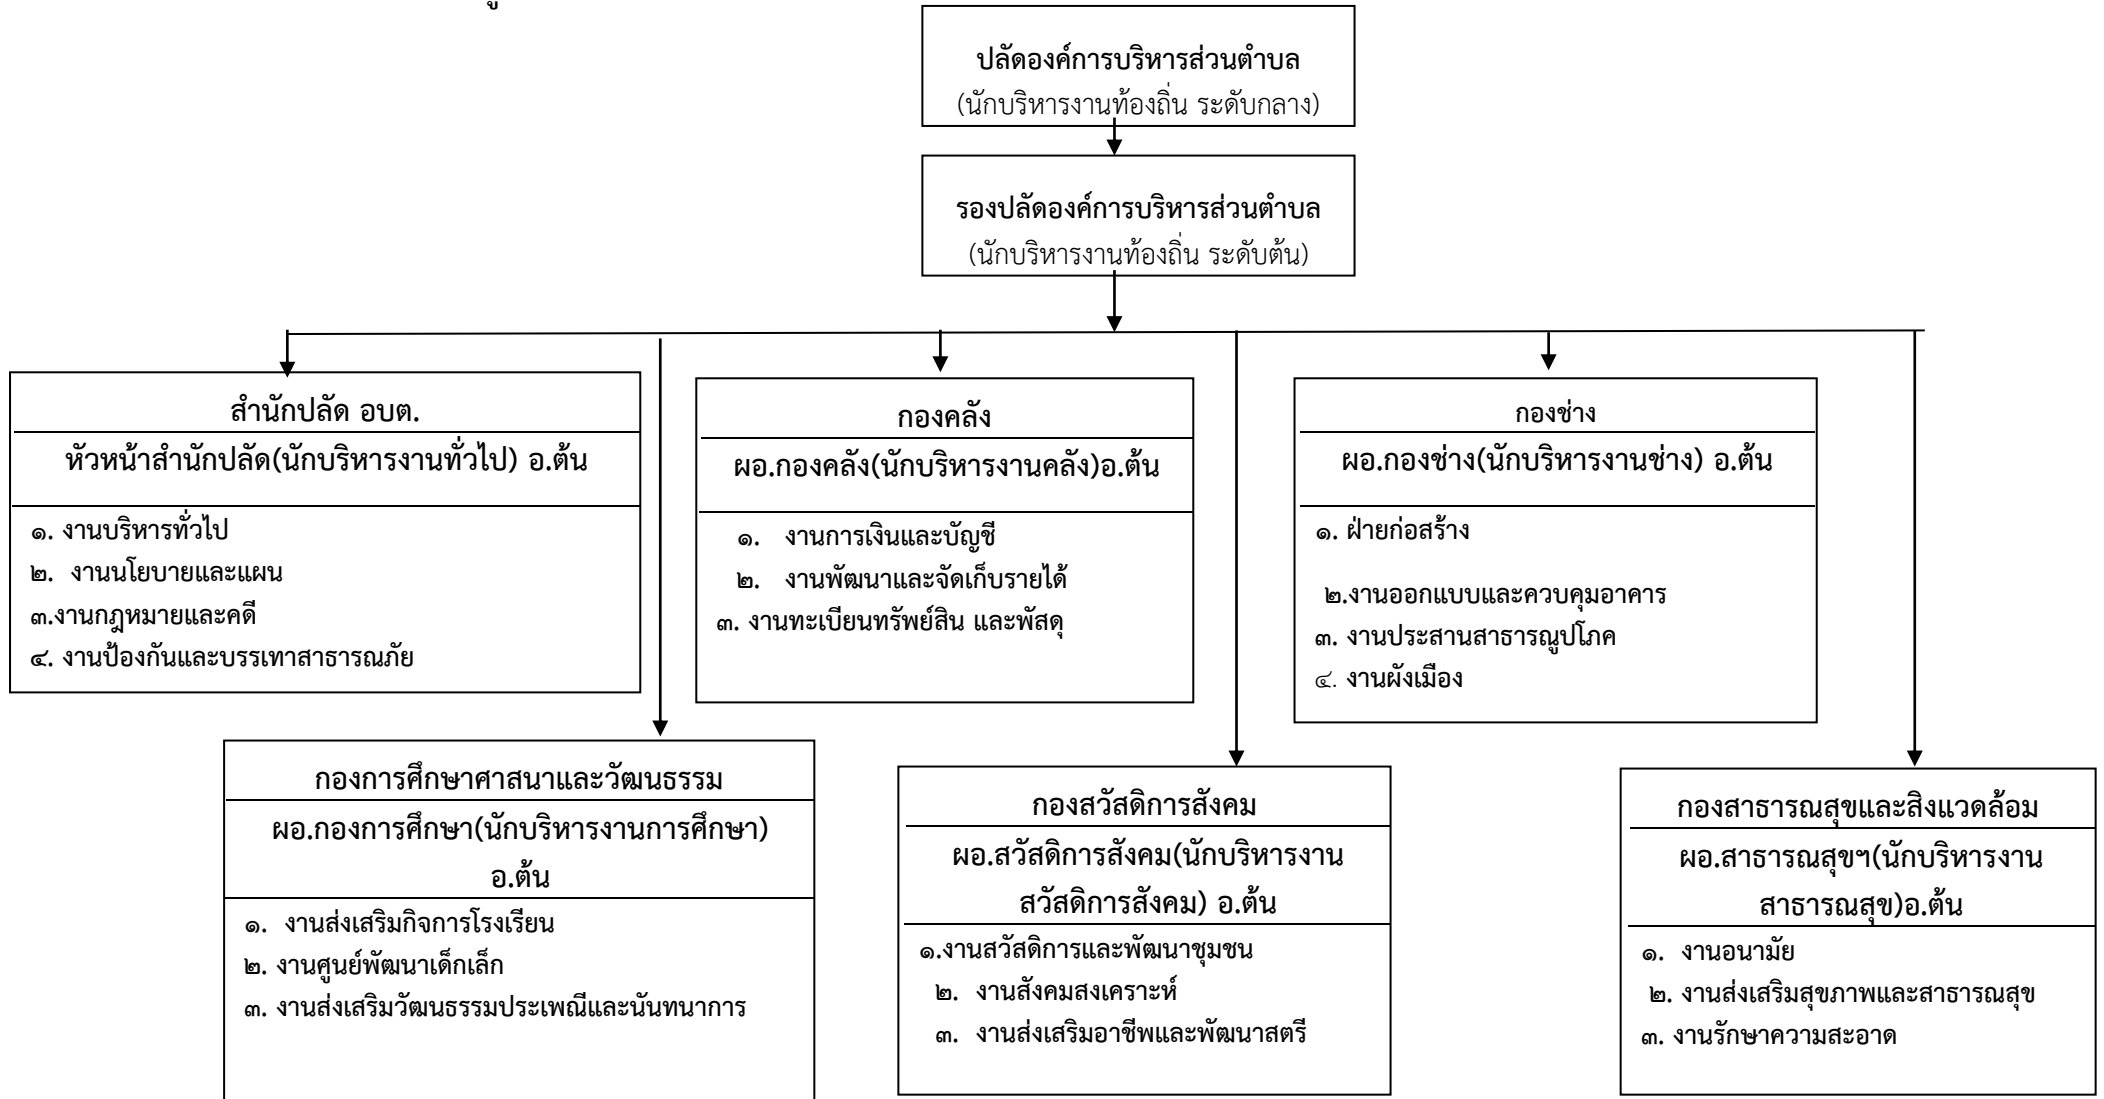 ปลัดองค์การบริหารส่วนตำบล
(นักบริหารงานท้องถิ่น ระดับกลาง)
รองปลัดองค์การบริหารส่วนตำบล
(นักบริหารงานท้องถิ่น ระดับต้น)
สำนักปลัด อบต.
หัวหน้าสำนักปลัด(นักบริหารงานทั่วไป) อ.ต้น
๑. งานบริหารทั่วไป
๒. งานนโยบายและแผน
๓.งานกฎหมายและคดี
๔. งานป้องกันและบรรเทาสาธารณภัย
กองคลัง
ผอ.กองคลัง(นักบริหารงานคลัง)อ.ต้น
๑. งานการเงินและบัญชี
๒. งานพัฒนาและจัดเก็บรายได้
๓. งานทะเบียนทรัพย์สิน และพัสดุ
กองช่าง
ผอ.กองช่าง(นักบริหารงานช่าง) อ.ต้น
๑. ฝ่ายก่อสร้าง
๒.งานออกแบบและควบคุมอาคาร
๓. งานประสานสาธารณูปโภค
๔. งานผังเมือง
กองการศึกษาศาสนาและวัฒนธรรม
ผอ.กองการศึกษา(นักบริหารงานการศึกษา)
อ.ต้น
๑. งานส่งเสริมกิจการโรงเรียน
๒. งานศูนย์พัฒนาเด็กเล็ก
๓. งานส่งเสริมวัฒนธรรมประเพณีและนันทนาการ
กองสวัสดิการสังคม
ผอ.สวัสดิการสังคม(นักบริหารงาน
สวัสดิการสังคม) อ.ต้น
๑.งานสวัสดิการและพัฒนาชุมชน
๒. งานสังคมสงเคราะห์
๓. งานส่งเสริมอาชีพและพัฒนาสตรี
กองสาธารณสุขและสิงแวดล้อม
ผอ.สาธารณสุขฯ(นักบริหารงาน
สาธารณสุข)อ.ต้น
๑. งานอนามัย
๒. งานส่งเสริมสุขภาพและสาธารณสุข
๓. งานรักษาความสะอาด